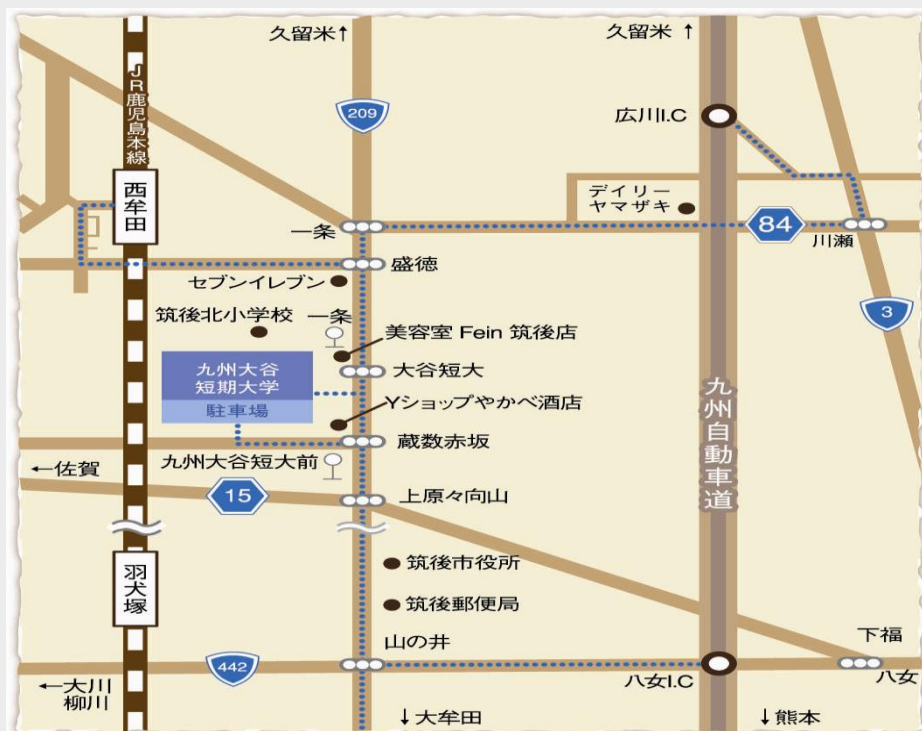 久留米↑
久留米 ↑
JR鹿児島本線
209
広川I.C
西牟田
デイリー
ヤマザキ
一条
84
川瀬
盛徳
セブンイレブン
筑後北小学校
一条
3
美容室 Fein 筑後店
九州大谷
短期大学
大谷短大
駐車場
Yショップやかべ酒店
九州自動車道
蔵数赤坂
←佐賀
九州大谷短大前
15
上原々向山
羽犬塚
筑後市役所
筑後郵便局
山の井
下福
442
八女I.C
八女
←大川
柳川
↓大牟田
↓熊本